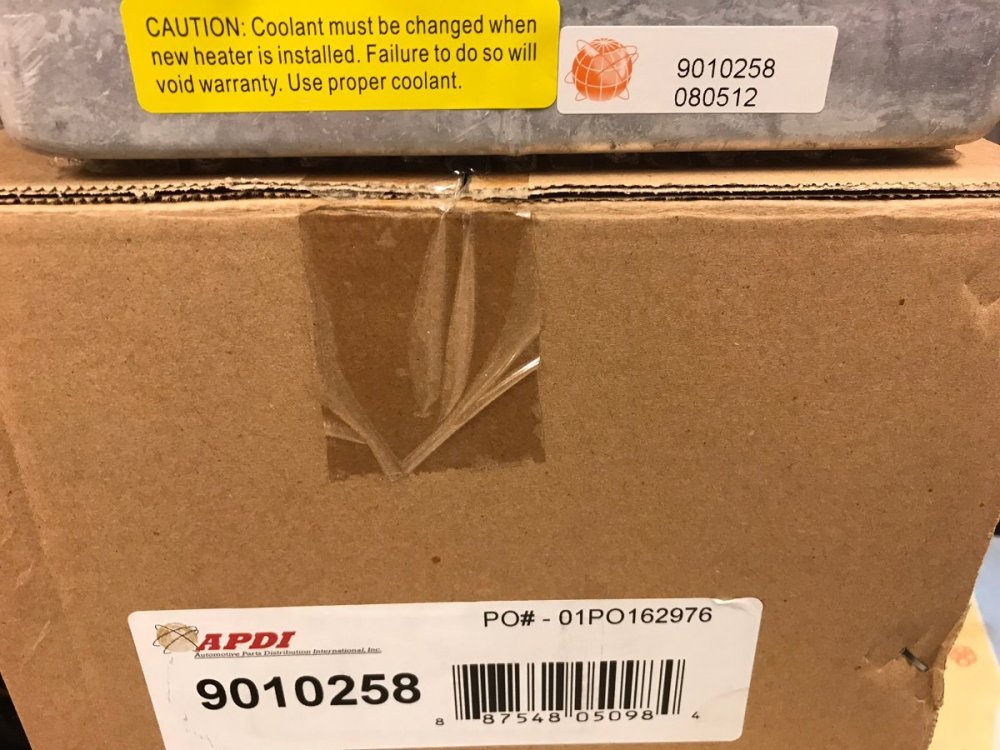 CAUTION: Coolant must be changed when
new heater is installed. Failure to do so will
void warranty. Use proper coolant.
9010258
080512
PO# - 01PO162976
APDI
Automotive Parts Distribution International, Inc.
9010258
8 87548 05098 4